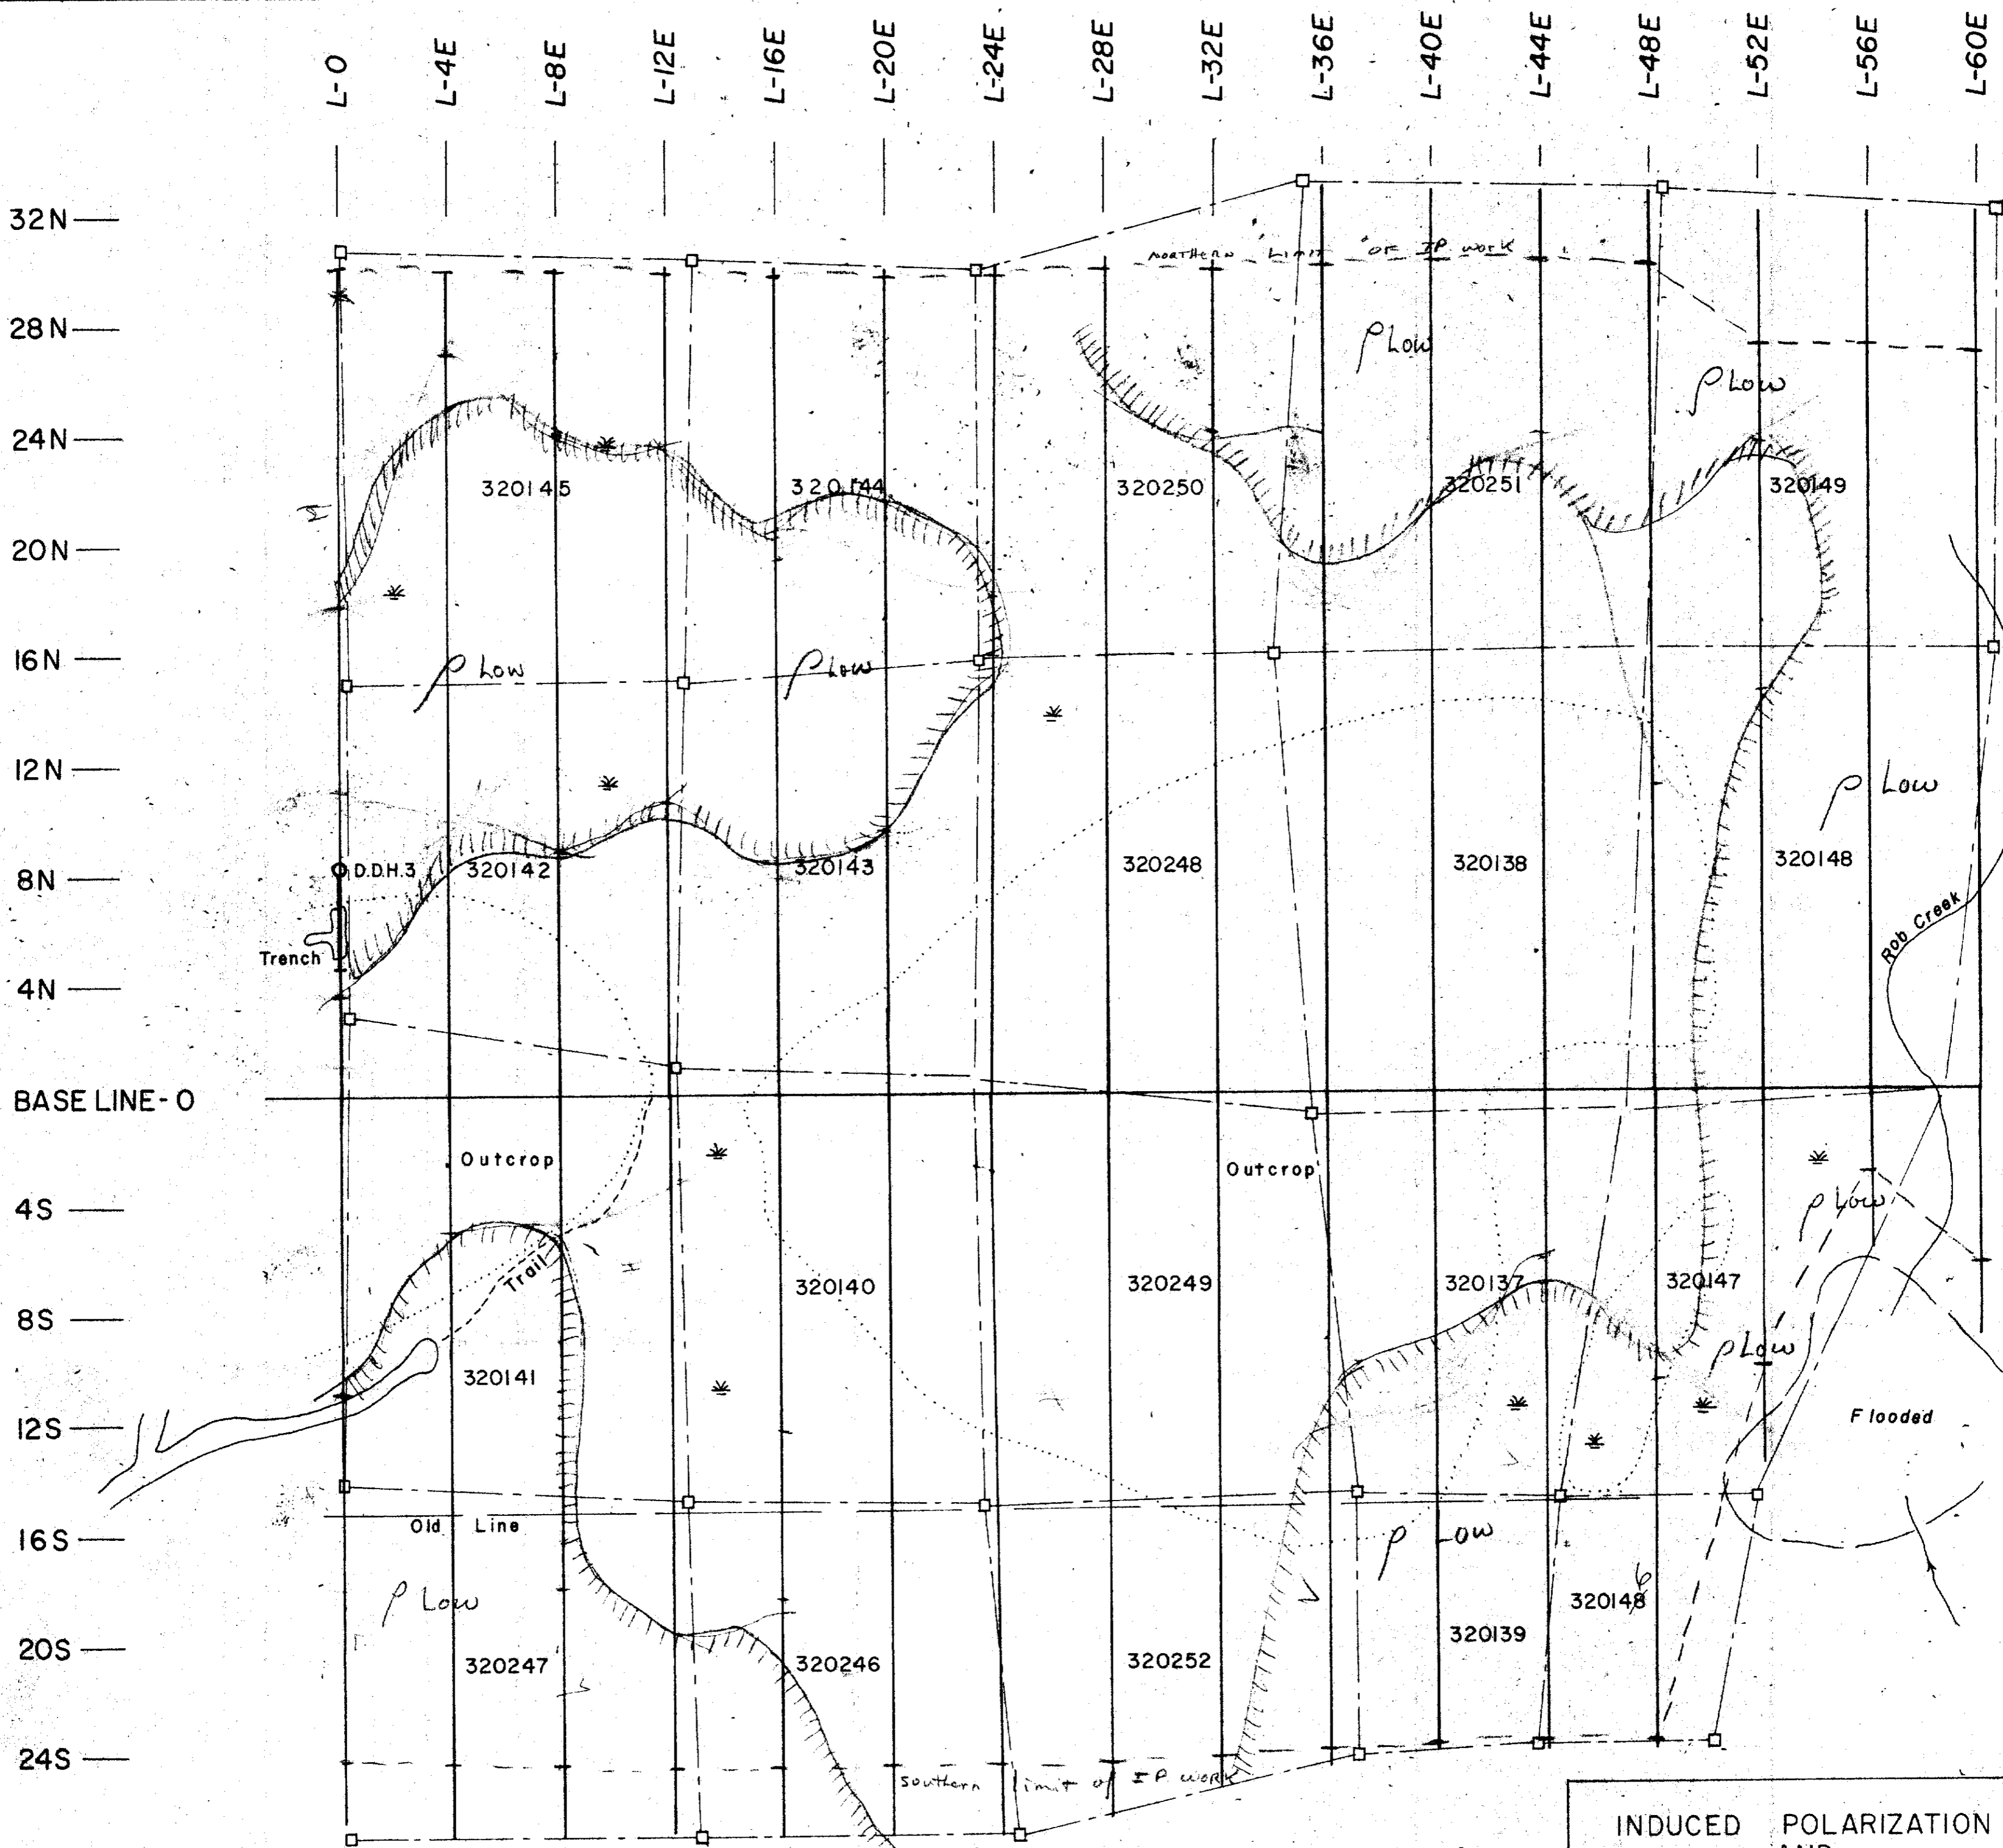 L-0 L-4E L-8E L-12E L-16E L-20E L-24E L-28E L-32E L-36E L-40E L-44E L-48E L-52E L-56E L-60E
32N
NORTHERN LIMIT OF IP WORK
28N
ρ Low
ρ Low
24N
320145 320144 320250 320251 320149
20N
16N
ρ Low ρ Low
12N
ρ Low
8N
D.D.H.3 320142 320143 320248 320138 320148
Trench
Rob Creek
4N
BASE LINE-0
Outcrop Outcrop
4S
ρ Low
Trail
320140 320249 320137 320147
8S
ρ Low
320141
12S
Flooded
Old Line
16S
ρ Low
ρ Low
320148 6
320139
20S
320247 320246 320252
24S
Southern limit of IP WORK
INDUCED POLARIZATION
AND